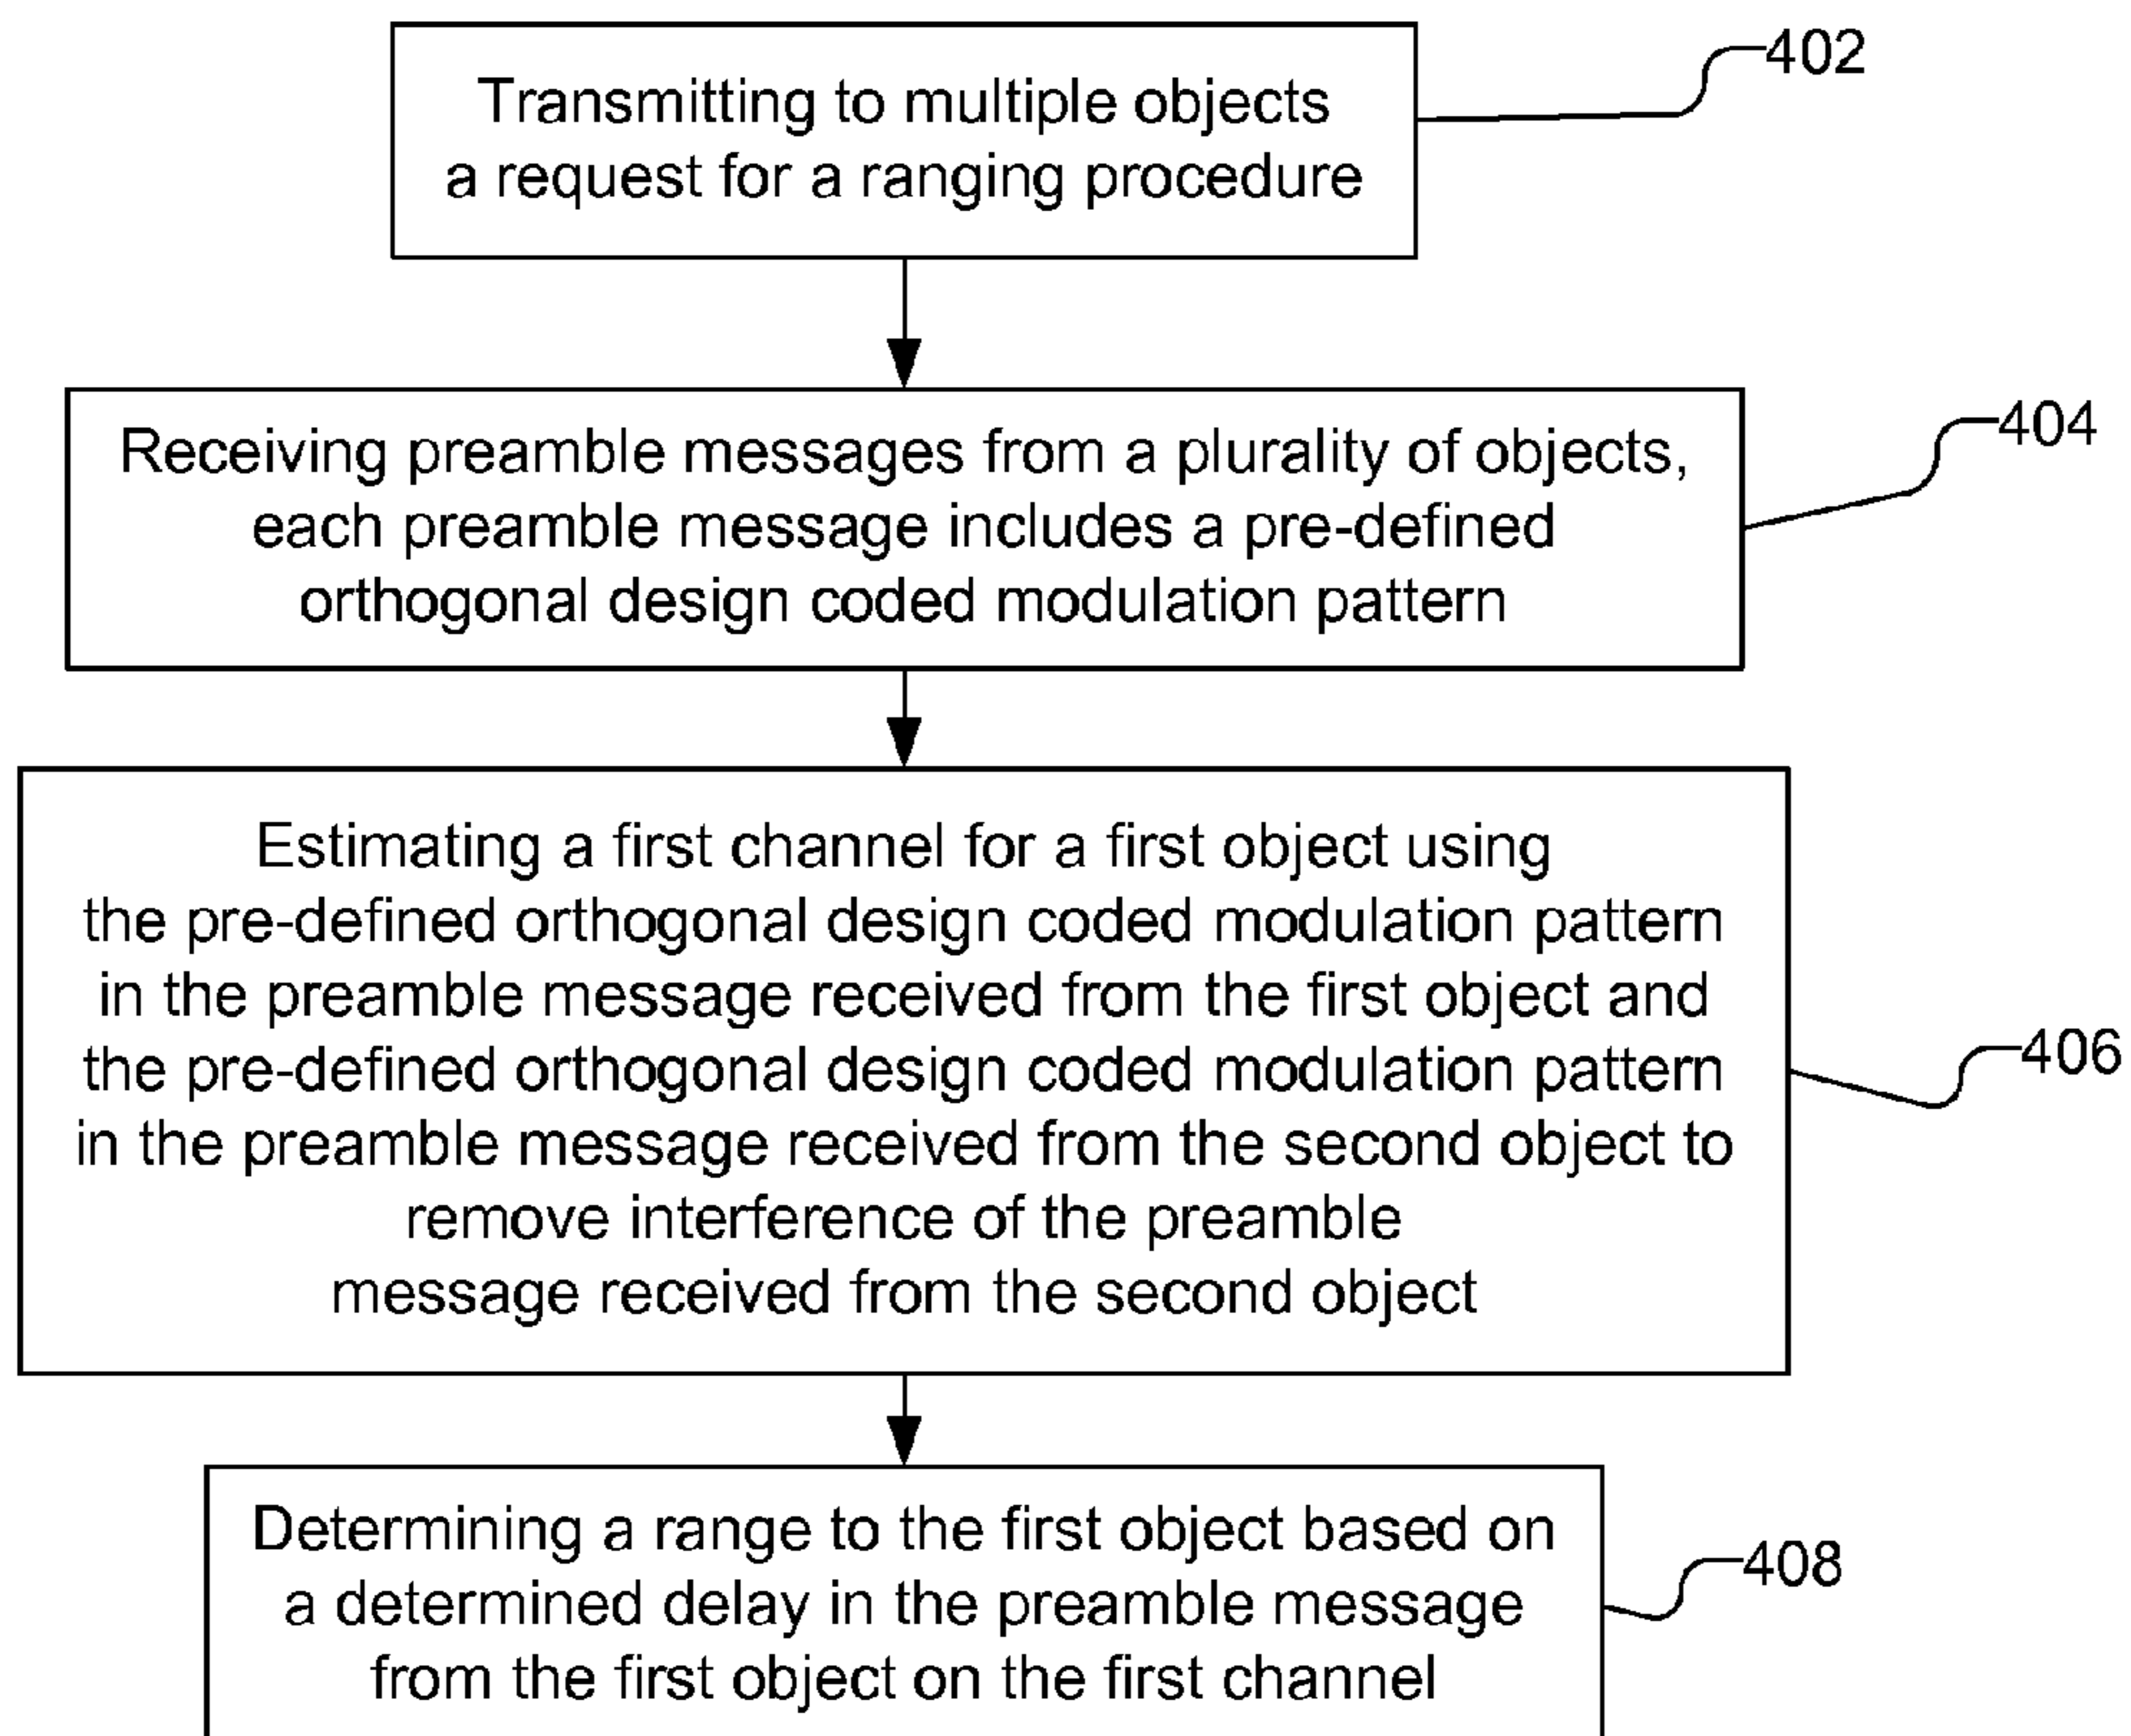 Transmitting to multiple objects
a request for a ranging procedure
402
Receiving preamble messages from a plurality of objects,
each preamble message includes a pre-defined
orthogonal design coded modulation pattern
404
Estimating a first channel for a first object using
the pre-defined orthogonal design coded modulation pattern
in the preamble message received from the first object and
the pre-defined orthogonal design coded modulation pattern
in the preamble message received from the second object to
remove interference of the preamble
message received from the second object
406
Determining a range to the first object based on
a determined delay in the preamble message
from the first object on the first channel
408